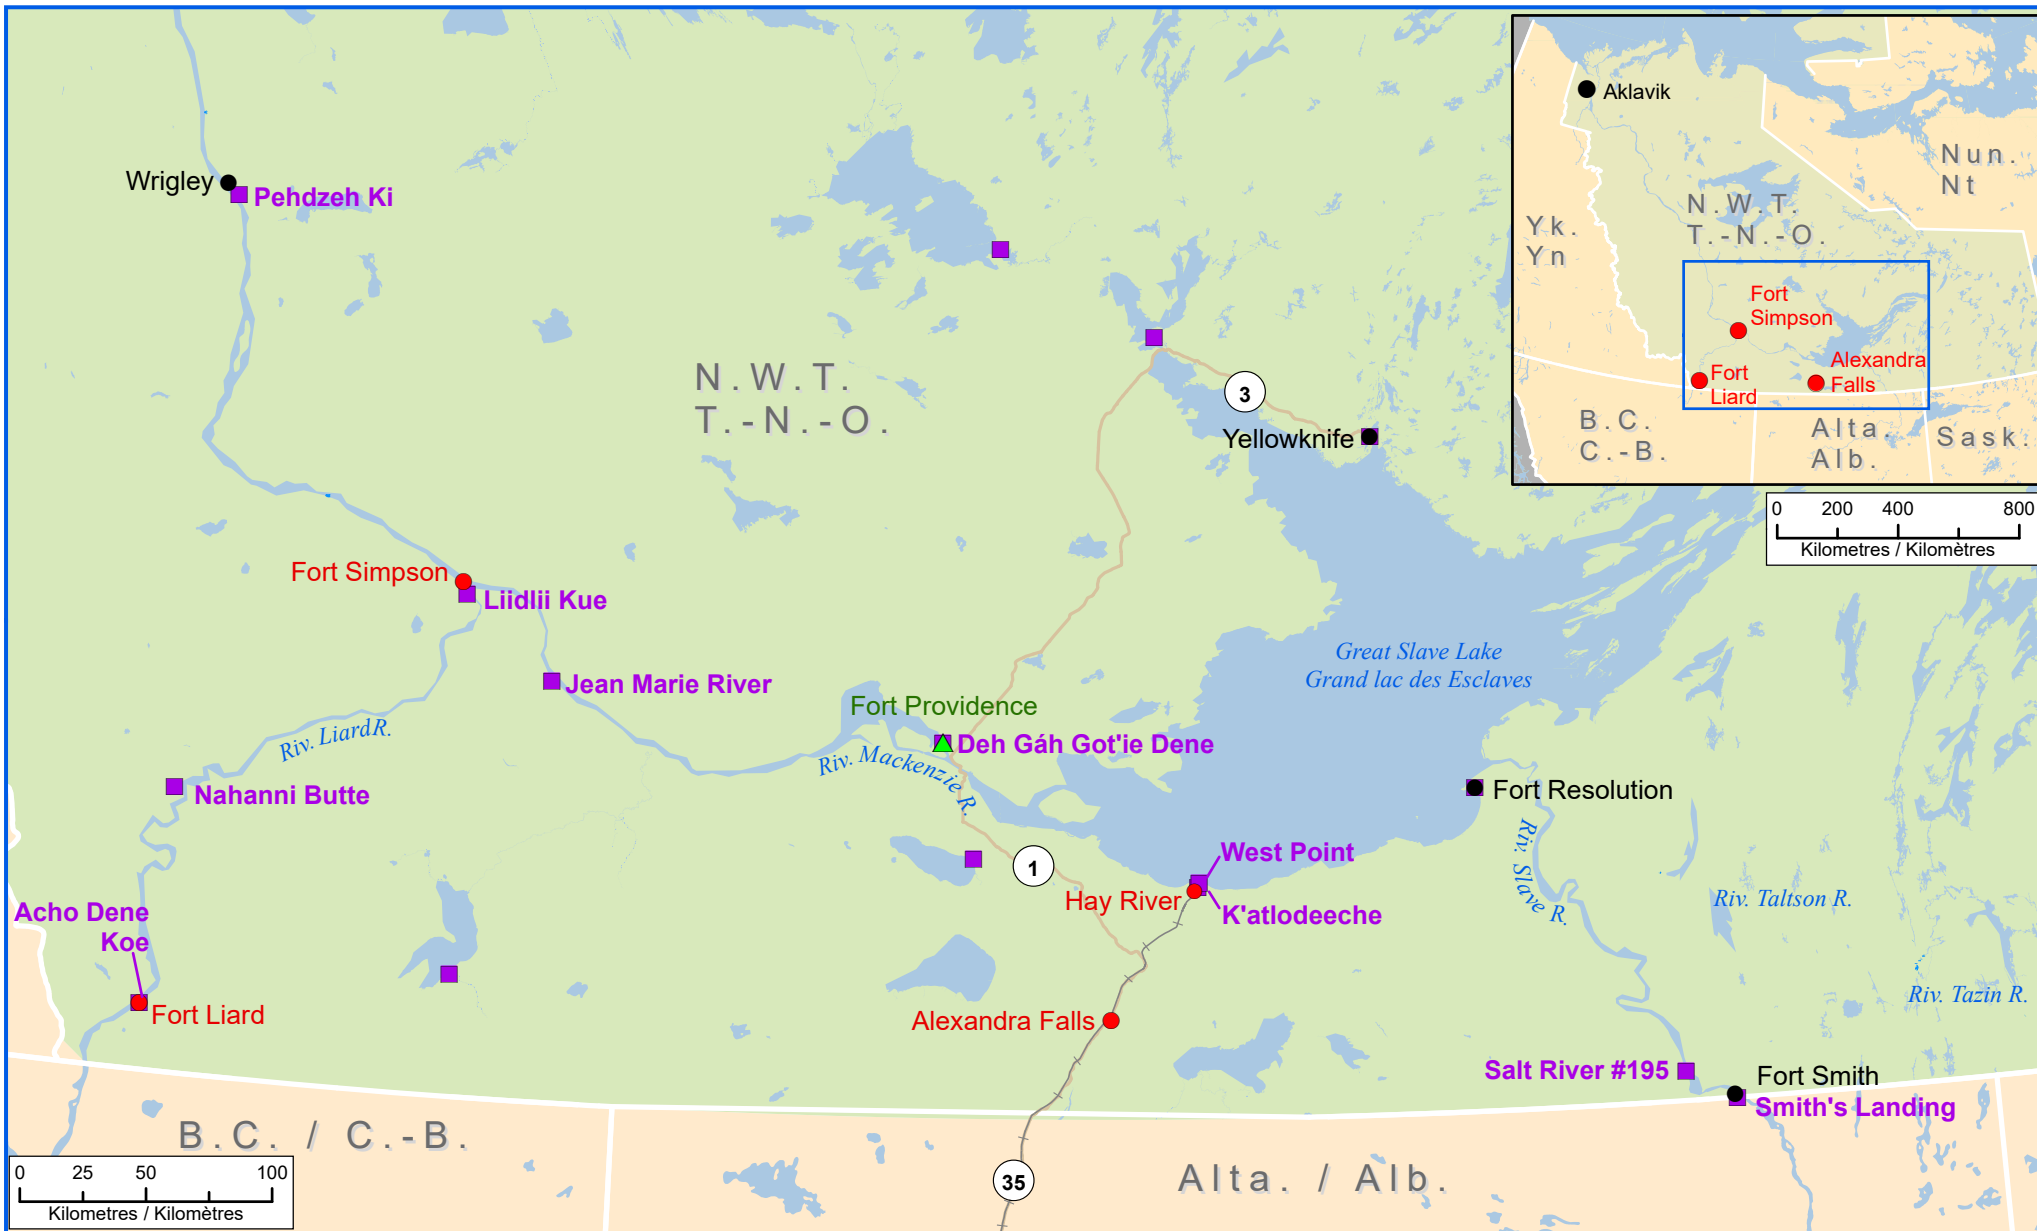 Wrigley
Pehdzeh Ki
N.W.T.
T.-N.-O.
3
Yellowknife
Fort Simpson
Liidlii Kue
Jean Marie River
Riv. Liard R.
Nahanni Butte
Fort Providence
Deh Gáh Got'ie Dene
Riv. Mackenzie R.
Great Slave Lake
Grand lac des Esclaves
Fort Resolution
Riv. Slave R.
1
West Point
Hay River
K'atlodeeche
Riv. Taltson R.
Riv. Tazin R.
Acho Dene
Koe
Fort Liard
Alexandra Falls
Salt River #195
Fort Smith
Smith's Landing
B.C. / C.-B.
Alta. / Alb.
35
0 25 50 100
Kilometres / Kilomètres
Aklavik
Nun.
Nt
N.W.T.
T.-N.-O.
Yk.
Yn
Fort
Simpson
Alexandra
Falls
Fort
Liard
B.C.
C.-B.
Alta.
Alb.
Sask.
0 200 400 800
Kilometres / Kilomètres